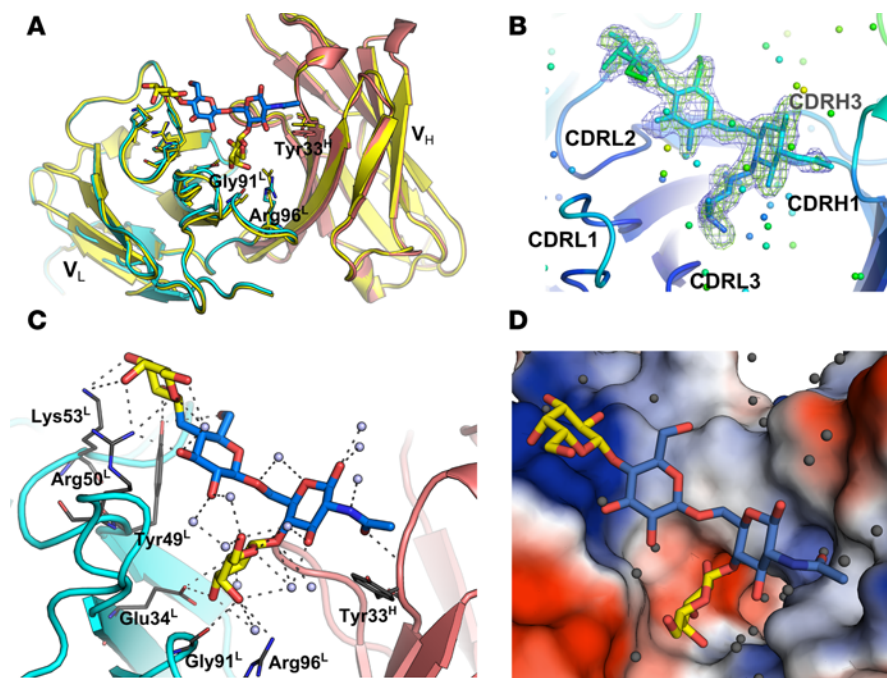 A
Tyr33H
VH
Gly91L
Arg96L
VL
B
CDRH3
CDRL2
CDRH1
CDRL1
CDRL3
C
Lys53L
Arg50L
Tyr49L
Glu34L
Tyr33H
Gly91L
Arg96L
D